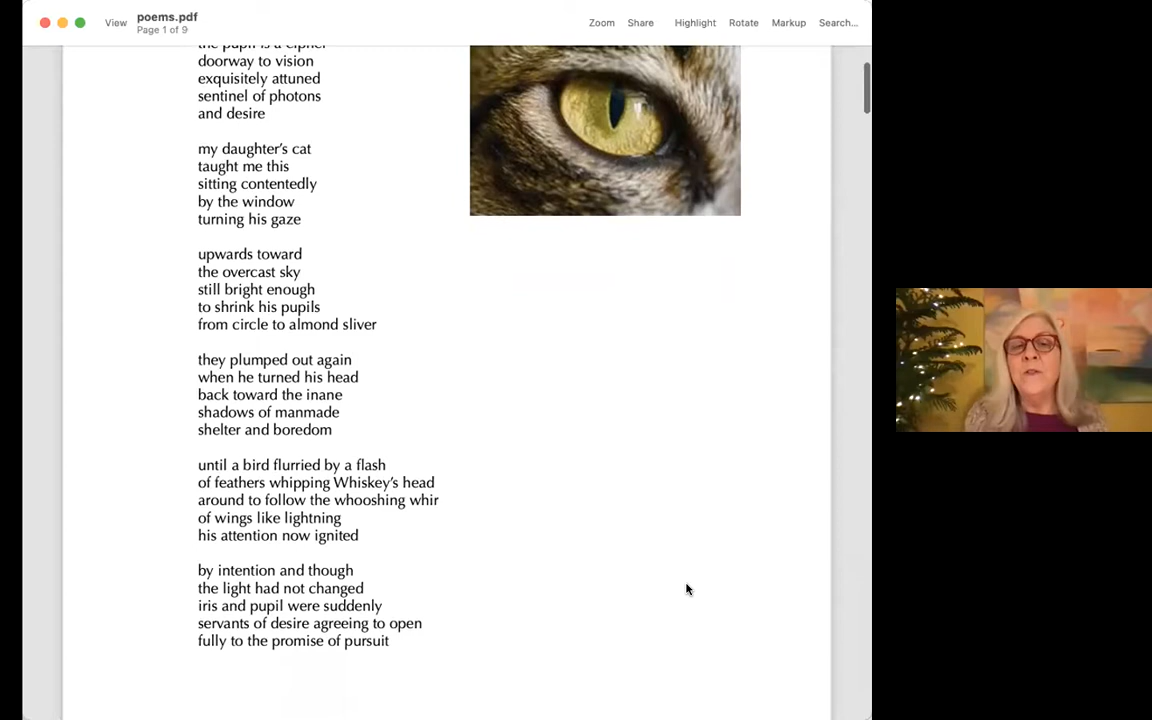 View
poems.pdf
Page 1 of 9
Zoom
Share
Highlight
Rotate
Markup
Search...
the pupil is a cipher
doorway to vision
exquisitely attuned
sentinel of photons
and desire
my daughter's cat
taught me this
sitting contentedly
by the window
turning his gaze
upwards toward
the overcast sky
still bright enough
to shrink his pupils
from circle to almond sliver
they plumped out again
when he turned his head
back toward the inane
shadows of manmade
shelter and boredom
until a bird flurried by a flash
of feathers whipping Whiskey's head
around to follow the whooshing whir
of wings like lightning
his attention now ignited
by intention and though
the light had not changed
iris and pupil were suddenly
servants of desire agreeing to open
fully to the promise of pursuit